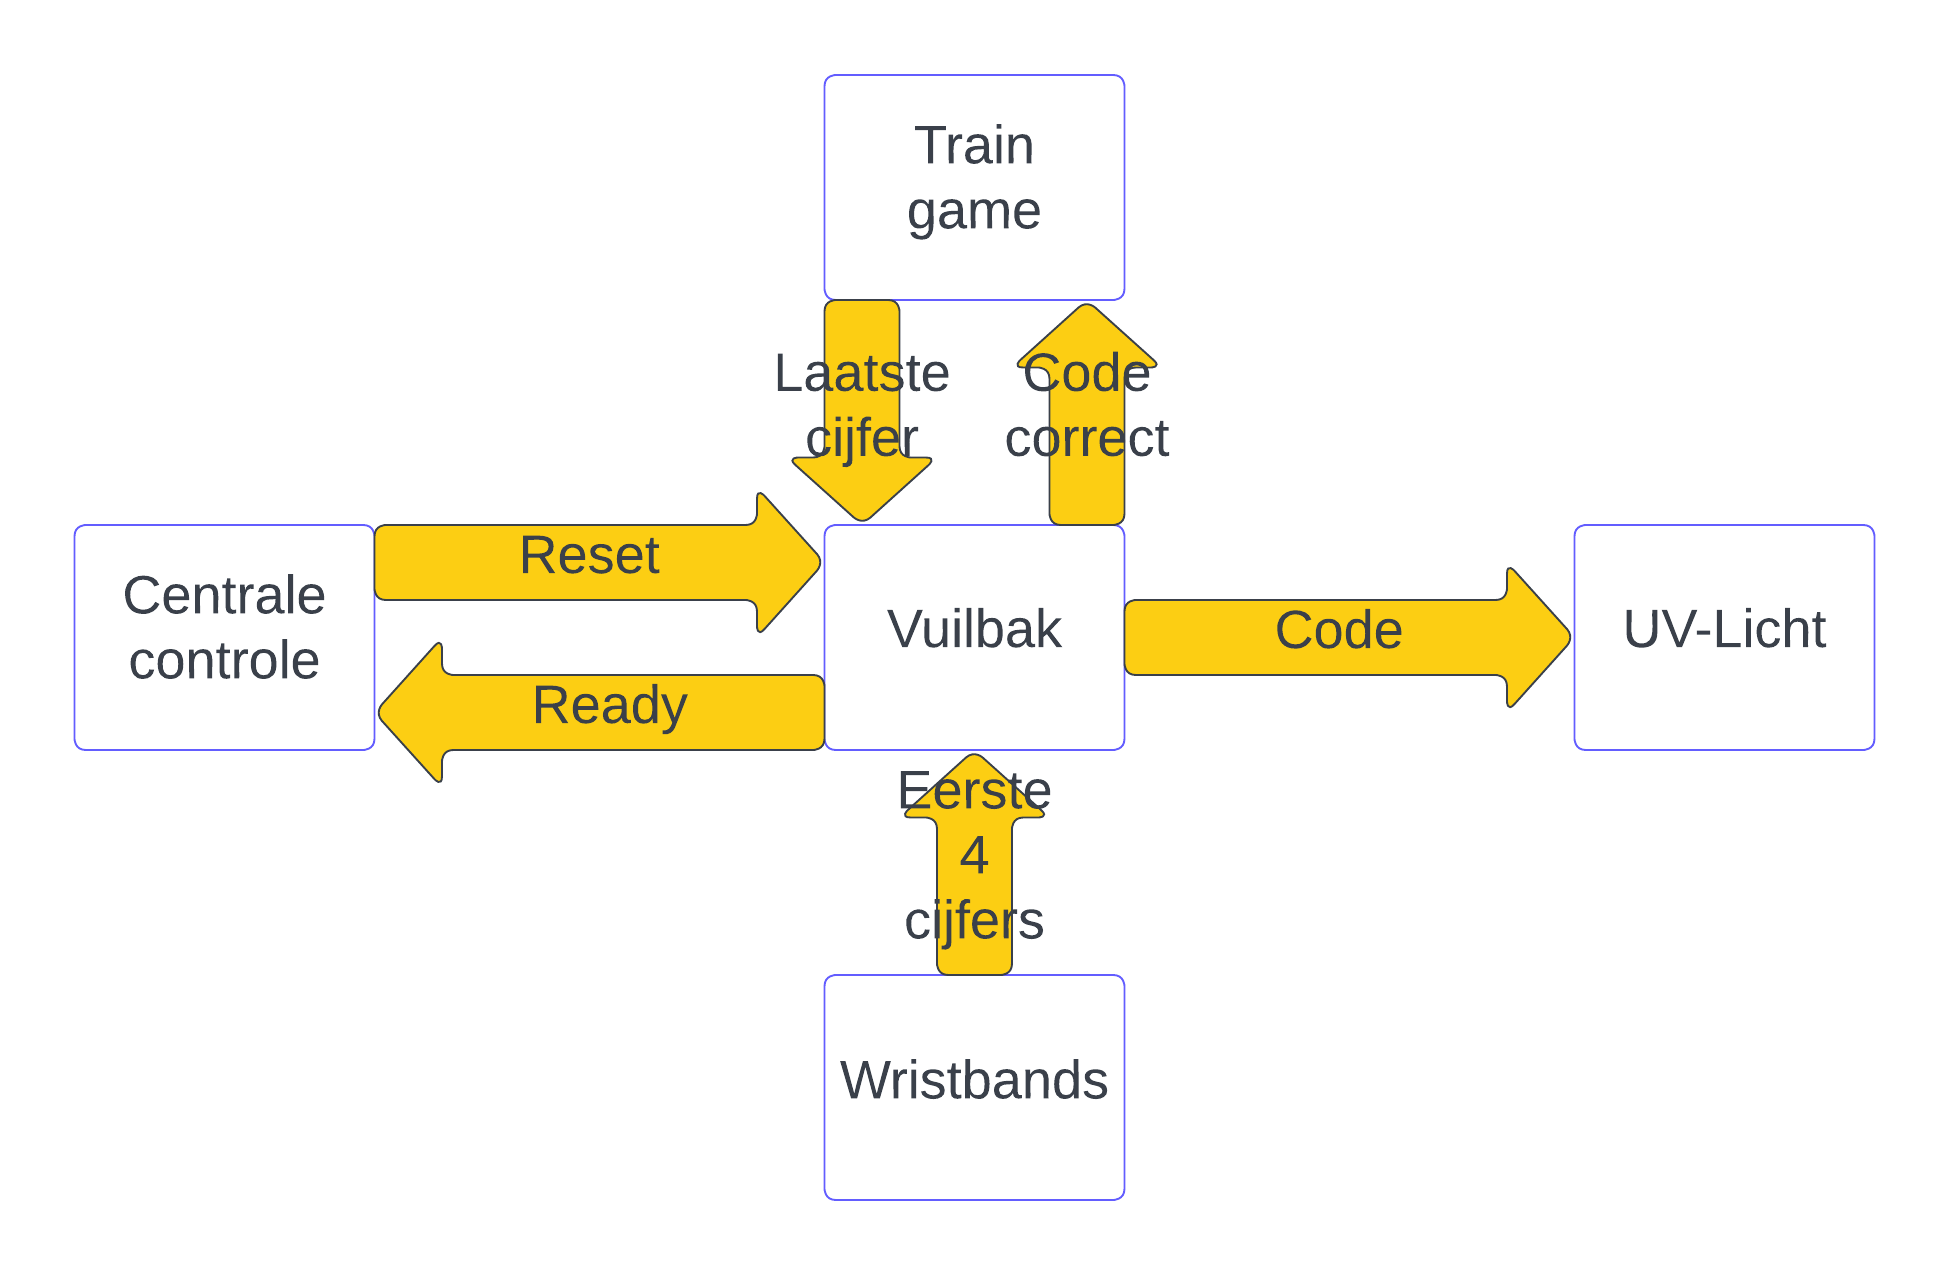 Train
game
Laatste
cijfer
Code
correct
Centrale
controle
Reset
Ready
Vuilbak
Code
UV-Licht
Eerste
4
cijfers
Wristbands